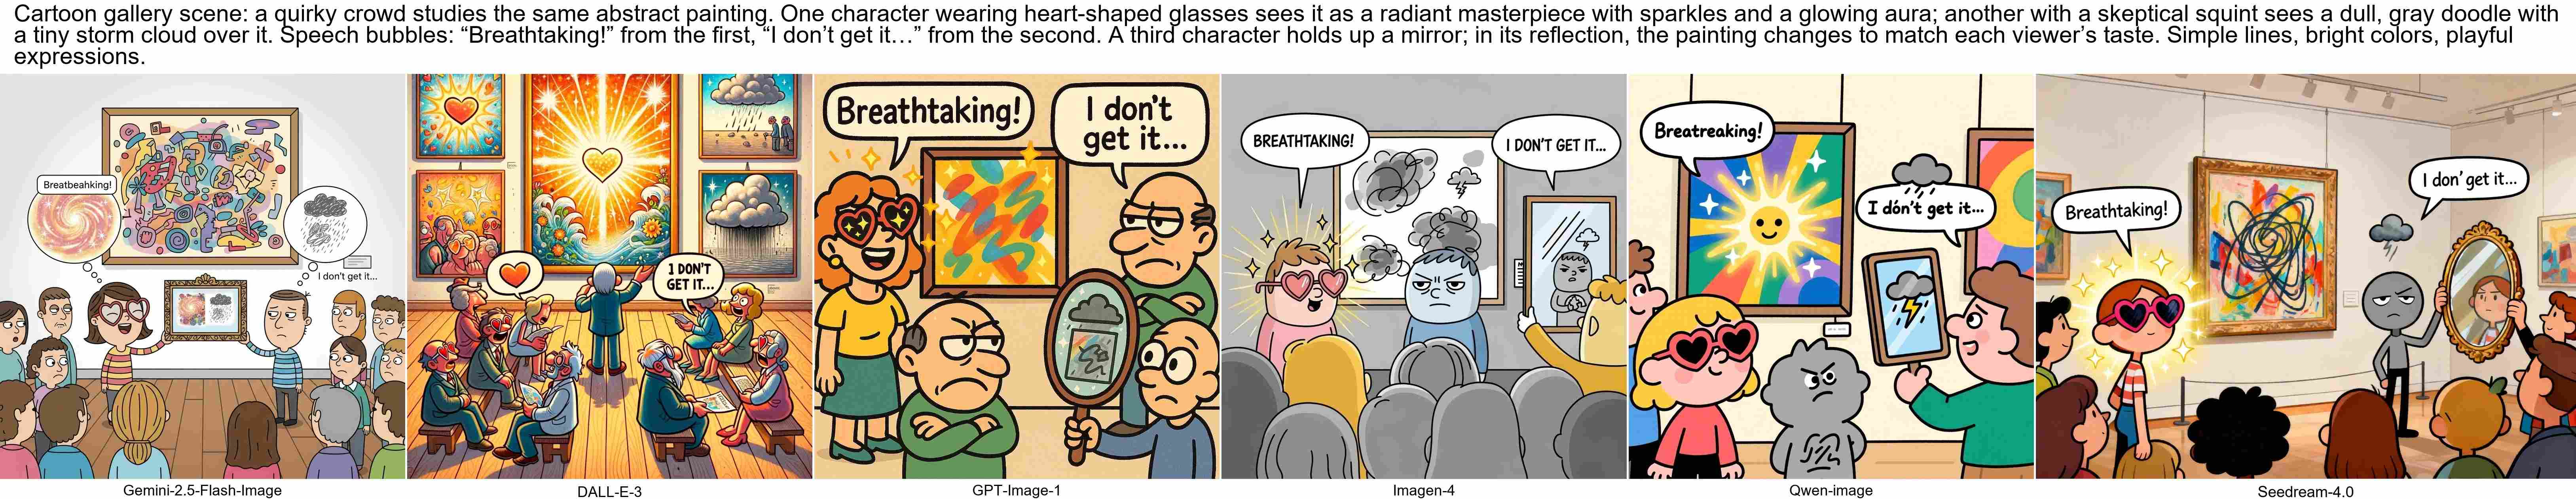 Cartoon gallery scene: a quirky crowd studies the same abstract painting. One character wearing heart-shaped glasses sees it as a radiant masterpiece with sparkles and a glowing aura; another with a skeptical squint sees a dull, gray doodle with
a tiny storm cloud over it. Speech bubbles: “Breathtaking!” from the first, “I don’t get it…” from the second. A third character holds up a mirror; in its reflection, the painting changes to match each viewer’s taste. Simple lines, bright colors, playful
expressions.
Breatbeahking!
I don't get it...
I DON'T
GET IT...
Breathtaking!
I don't
get it...
BREATHTAKING!
I DON'T GET IT...
Breatreaking!
I dón't get it...
Breathtaking!
I don' get it...
Gemini-2.5-Flash-Image
DALL-E-3
GPT-Image-1
Imagen-4
Qwen-image
Seedream-4.0